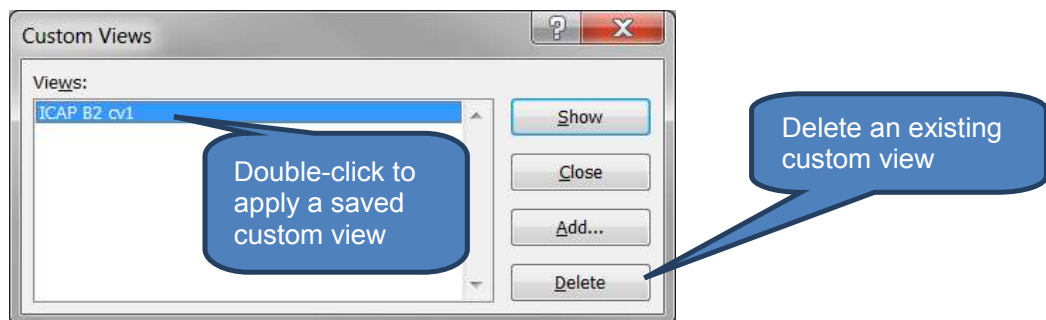 Custom Views
?
X
Views:
ICAP B2 cv1
Show
Close
Add...
Delete
Double-click to
apply a saved
custom view
Delete an existing
custom view